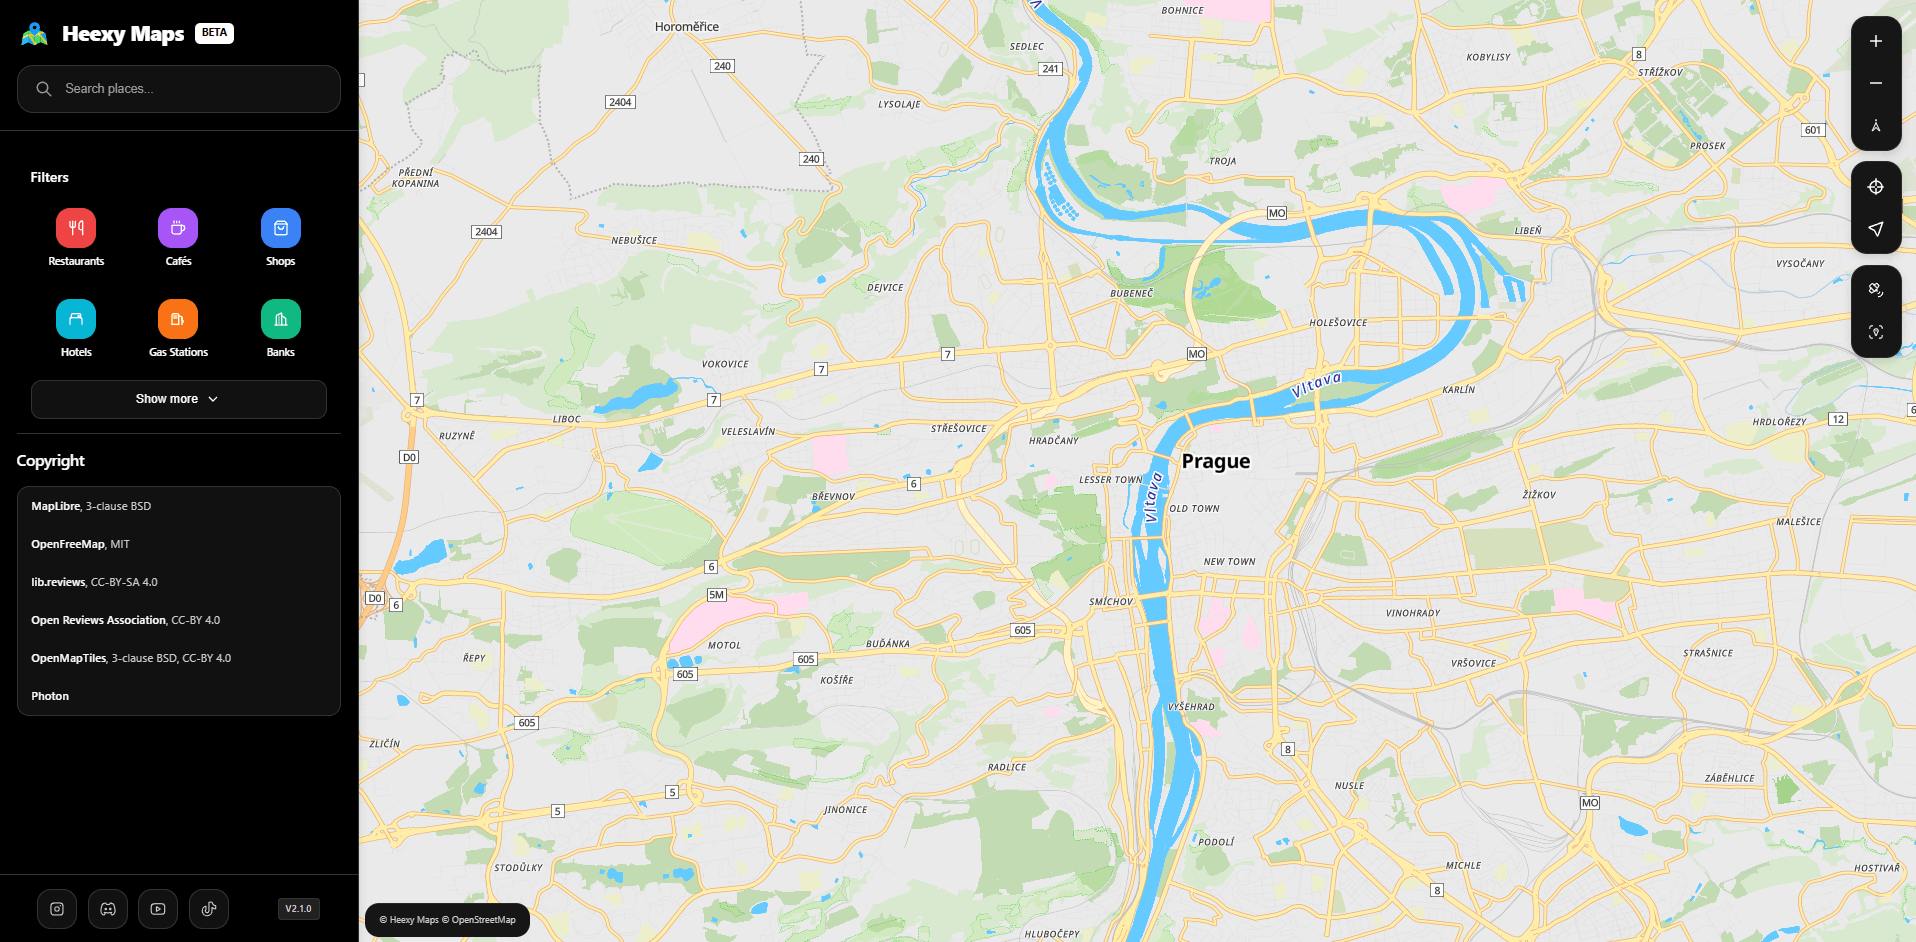 Heexy Maps
BETA
Search places...
Filters
Restaurants
Cafés
Shops
Hotels
Gas Stations
Banks
Show more
Copyright
MapLibre, 3-clause BSD
OpenFreeMap, MIT
lib.reviews, CC-BY-SA 4.0
Open Reviews Association, CC-BY 4.0
OpenMapTiles, 3-clause BSD, CC-BY 4.0
Photon
V2.1.0
Horoměřice
BOHNICE
SEDLEC
240
241
KOBYLISY
8
STŘÍŽKOV
2404
LYSOLAJE
601
PROSEK
240
TROJA
PŘEDNÍ
KOPANINA
2404
NEBUŠICE
MO
LIBEŇ
VYSOČANY
DEJVICE
BUBENEČ
HOLEŠOVICE
7
MO
VOKOVICE
7
Vltava
KARLÍN
7
7
LIBOC
12
HRDLOŘEZY
RUZYNĚ
VELESLAVÍN
STŘEŠOVICE
HRADČANY
D0
Prague
LESSER TOWN
6
BŘEVNOV
Vltava
OLD TOWN
ŽIŽKOV
MALEŠICE
NEW TOWN
6
D0
6
5M
SMÍCHOV
VINOHRADY
605
MOTOL
BUĎÁNKA
ŘEPY
605
605
KOŠÍŘE
VRŠOVICE
STRAŠNICE
VYŠEHRAD
605
ZLIČÍN
8
RADLICE
ZÁBĚHLICE
NUSLE
5
5
JINONICE
MO
PODOLÍ
STODŮLKY
MICHLE
HOSTIVAŘ
8
HLUBOČEPY
© Heexy Maps © OpenStreetMap